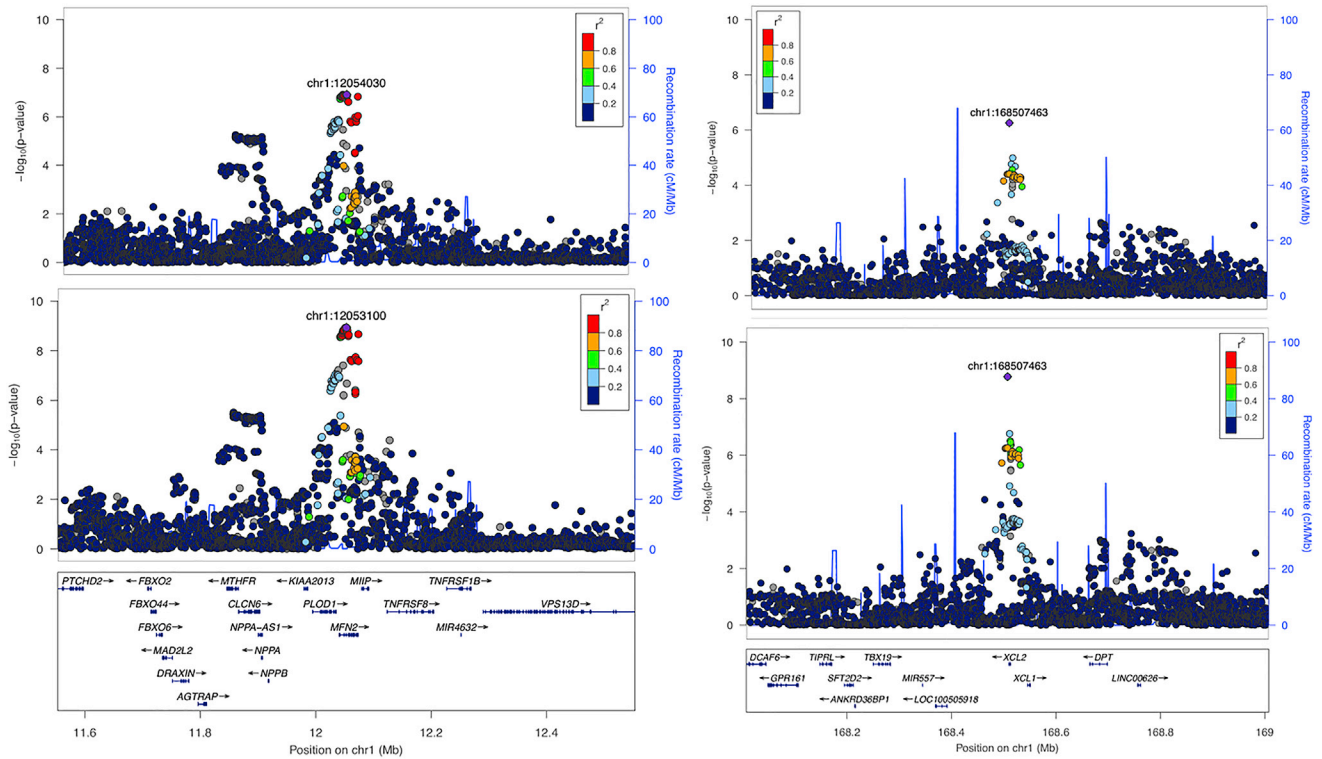 10
8
6
4
2
0
−log10(p−value)
chr1:12054030
r2
0.8
0.6
0.4
0.2
100
80
60
40
20
0
Recombination rate (cM/Mb)
10
8
6
4
2
0
−log10(p−value)
chr1:12053100
r2
0.8
0.6
0.4
0.2
100
80
60
40
20
0
Recombination rate (cM/Mb)
PTCHD2→ ←FBXO2 ←MTHFR ←KIAA2013 MIIP→ TNFRSF1B→
FBXO44→ CLCN6→ PLOD1→ TNFRSF8→ VPS13D→
FBXO6→ NPPA−AS1→ MFN2→ MIR4632→
←MAD2L2 ←NPPA
DRAXIN→ ←NPPB
AGTRAP→
11.6 11.8 12 12.2 12.4
Position on chr1 (Mb)
10
8
6
4
2
0
−log10(p−value)
r2
0.8
0.6
0.4
0.2
chr1:168507463
100
80
60
40
20
0
Recombination rate (cM/Mb)
10
8
6
4
2
0
−log10(p−value)
chr1:168507463
r2
0.8
0.6
0.4
0.2
100
80
60
40
20
0
Recombination rate (cM/Mb)
DCAF6→ TIPRL→ TBX19→ ←XCL2 ←DPT
←GPR161 SFT2D2→ MIR557→ XCL1→ LINC00626→
←ANKRD36BP1 ←LOC100505918
168.2 168.4 168.6 168.8 169
Position on chr1 (Mb)